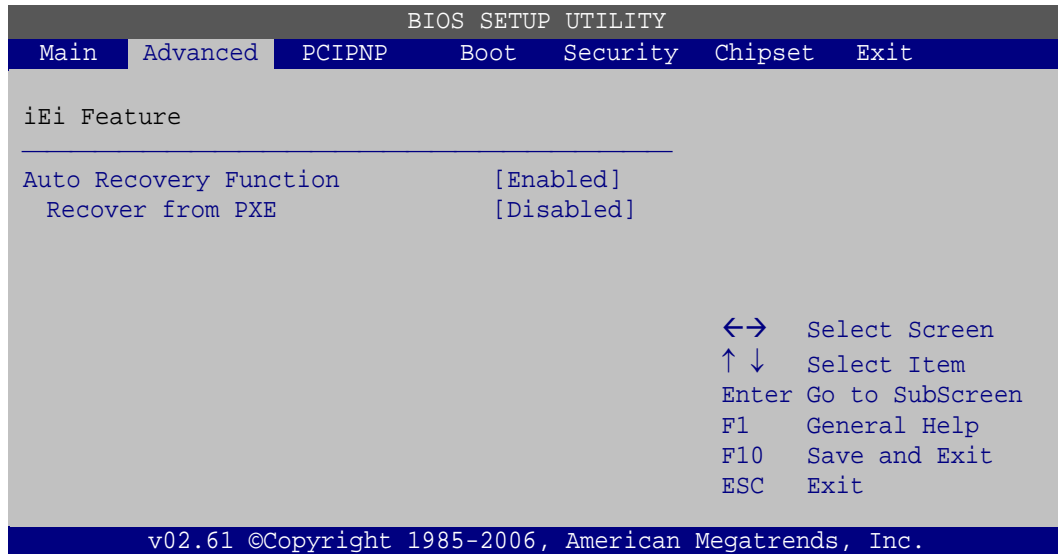 BIOS SETUP UTILITY
Main Advanced PCIPNP Boot Security Chipset Exit
iEi Feature
Auto Recovery Function [Enabled]
Recover from PXE [Disabled]
←→ Select Screen
↑ ↓ Select Item
Enter Go to SubScreen
F1 General Help
F10 Save and Exit
ESC Exit
v02.61 ©Copyright 1985-2006, American Megatrends, Inc.